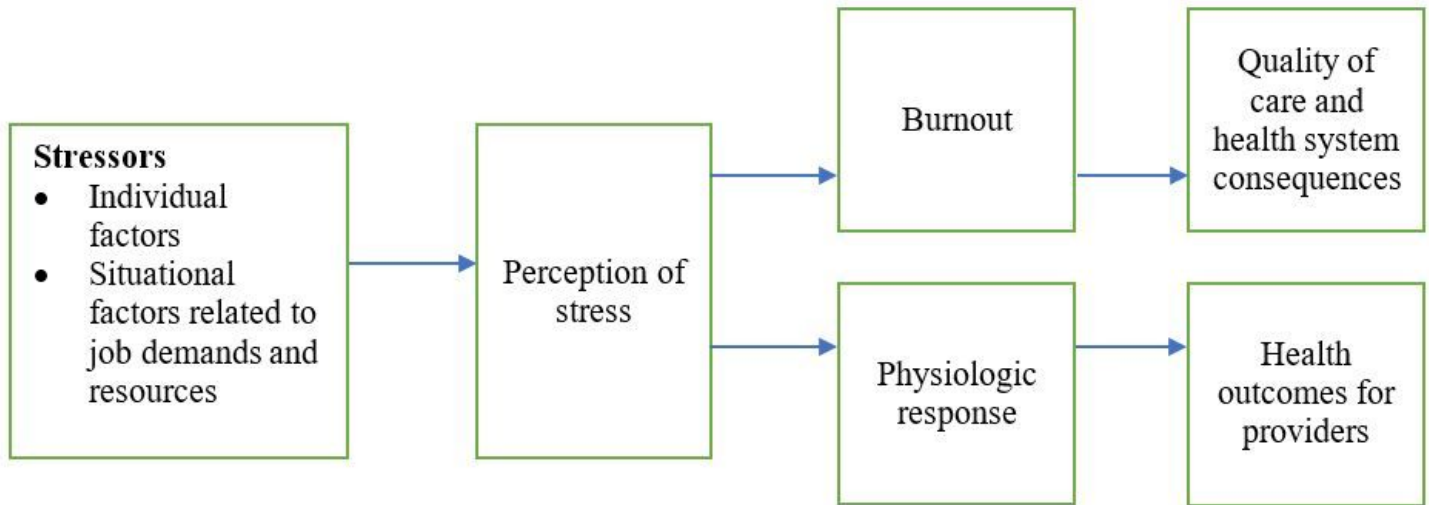 Stressors
● Individual
factors
● Situational
factors related to
job demands and
resources
Perception of
stress
Burnout
Physiologic
response
Quality of
care and
health system
consequences
Health
outcomes for
providers